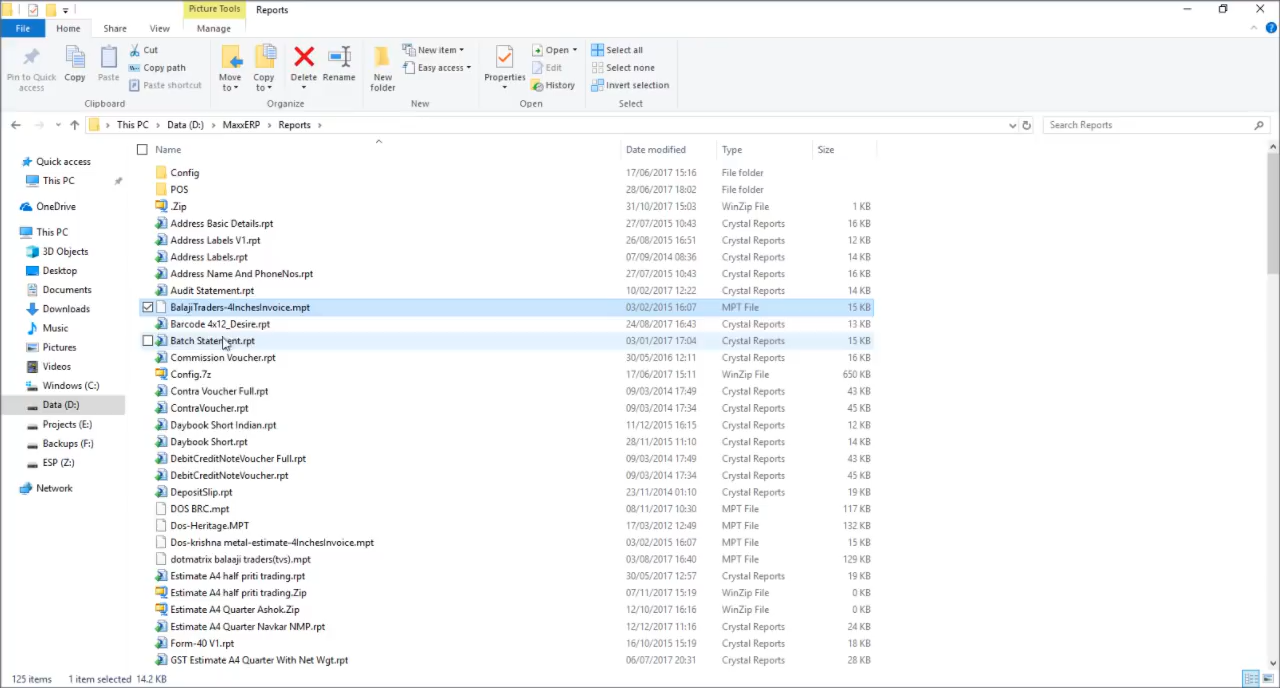 Picture Tools
Reports
File
Home
Share
View
Manage
Pin to Quick access
Copy
Paste
Cut
Copy path
Paste shortcut
Clipboard
Move to
Copy to
Delete
Rename
Organize
New folder
New item
Easy access
New
Properties
Open
Edit
History
Open
Select all
Select none
Invert selection
Select
This PC > Data (D:) > MaxxERP > Reports >
Search Reports
Quick access
This PC
OneDrive
This PC
3D Objects
Desktop
Documents
Downloads
Music
Pictures
Videos
Windows (C:)
Data (D:)
Projects (E:)
Backups (F:)
ESP (Z:)
Network
Name Date modified Type Size
Config 17/06/2017 15:16 File folder
POS 28/06/2017 18:02 File folder
.Zip 31/10/2017 15:03 WinZip File 1 KB
Address Basic Details.rpt 27/07/2015 10:43 Crystal Reports 16 KB
Address Labels V1.rpt 26/08/2015 16:51 Crystal Reports 12 KB
Address Labels.rpt 07/09/2014 08:36 Crystal Reports 14 KB
Address Name And PhoneNos.rpt 27/07/2015 10:43 Crystal Reports 16 KB
Audit Statement.rpt 10/02/2017 12:22 Crystal Reports 14 KB
BalajiTraders-4InchesInvoice.mpt 03/02/2015 16:07 MPT File 15 KB
Barcode 4x12_Desire.rpt 24/08/2017 16:43 Crystal Reports 13 KB
Batch Statement.rpt 03/01/2017 17:04 Crystal Reports 15 KB
Commission Voucher.rpt 30/05/2016 12:11 Crystal Reports 16 KB
Config.7z 17/06/2017 15:11 WinZip File 650 KB
Contra Voucher Full.rpt 09/03/2014 17:49 Crystal Reports 43 KB
ContraVoucher.rpt 09/03/2014 17:34 Crystal Reports 45 KB
Daybook Short Indian.rpt 11/12/2015 16:15 Crystal Reports 12 KB
Daybook Short.rpt 28/11/2015 11:10 Crystal Reports 14 KB
DebitCreditNoteVoucher Full.rpt 09/03/2014 17:49 Crystal Reports 43 KB
DebitCreditNoteVoucher.rpt 09/03/2014 17:34 Crystal Reports 45 KB
DepositSlip.rpt 23/11/2014 01:10 Crystal Reports 19 KB
DOS BRC.mpt 08/11/2017 10:30 MPT File 117 KB
Dos-Heritage.MPT 17/03/2012 12:49 MPT File 132 KB
Dos-krishna metal-estimate-4InchesInvoice.mpt 03/02/2015 16:07 MPT File 15 KB
dotmatrix balaaji traders(tvs).mpt 03/08/2017 16:40 MPT File 129 KB
Estimate A4 half priti trading.rpt 30/05/2017 12:57 Crystal Reports 19 KB
Estimate A4 half priti trading.Zip 07/11/2017 15:19 WinZip File 0 KB
Estimate A4 Quarter Ashok.Zip 12/10/2017 16:16 WinZip File 0 KB
Estimate A4 Quarter Navkar NMP.rpt 12/12/2017 11:16 Crystal Reports 24 KB
Form-40 V1.rpt 16/10/2015 15:19 Crystal Reports 18 KB
GST Estimate A4 Quarter With Net Wgt.rpt 06/07/2017 20:31 Crystal Reports 28 KB
125 items 1 item selected 14.2 KB